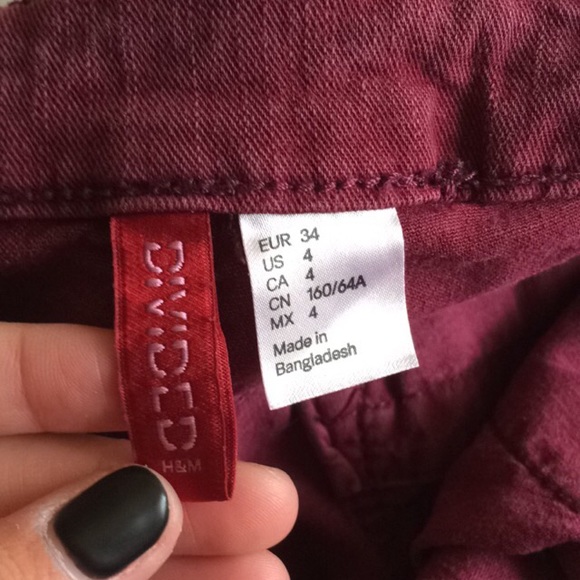 DIVIDED
H&M
EUR 34
US 4
CA 4
CN 160/64A
MX 4
Made in
Bangladesh